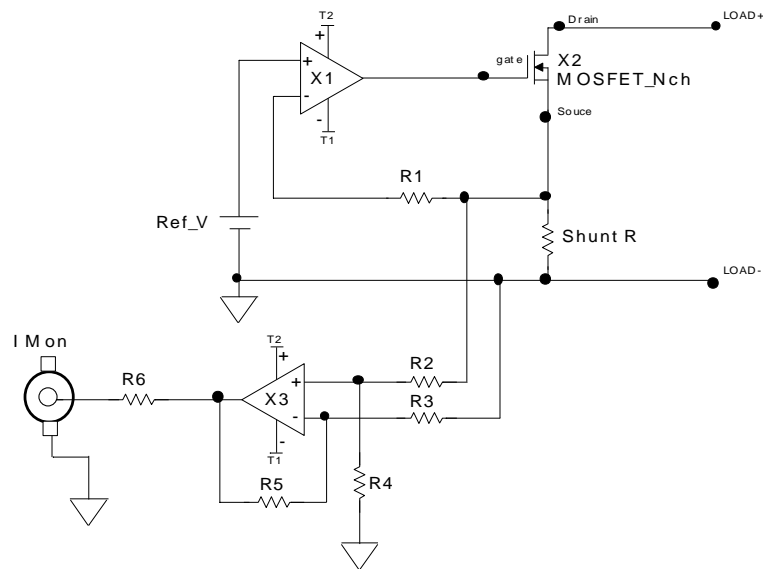 T2
LOAD+
Drain
+
+
X1
gate
X2
MOSFET_Nch
-
-
T1
Souce
R1
Ref_V
Shunt R
LOAD-
I Mon
T2
+
R2
R6
+
X3
R3
-
-
T1
R5
R4